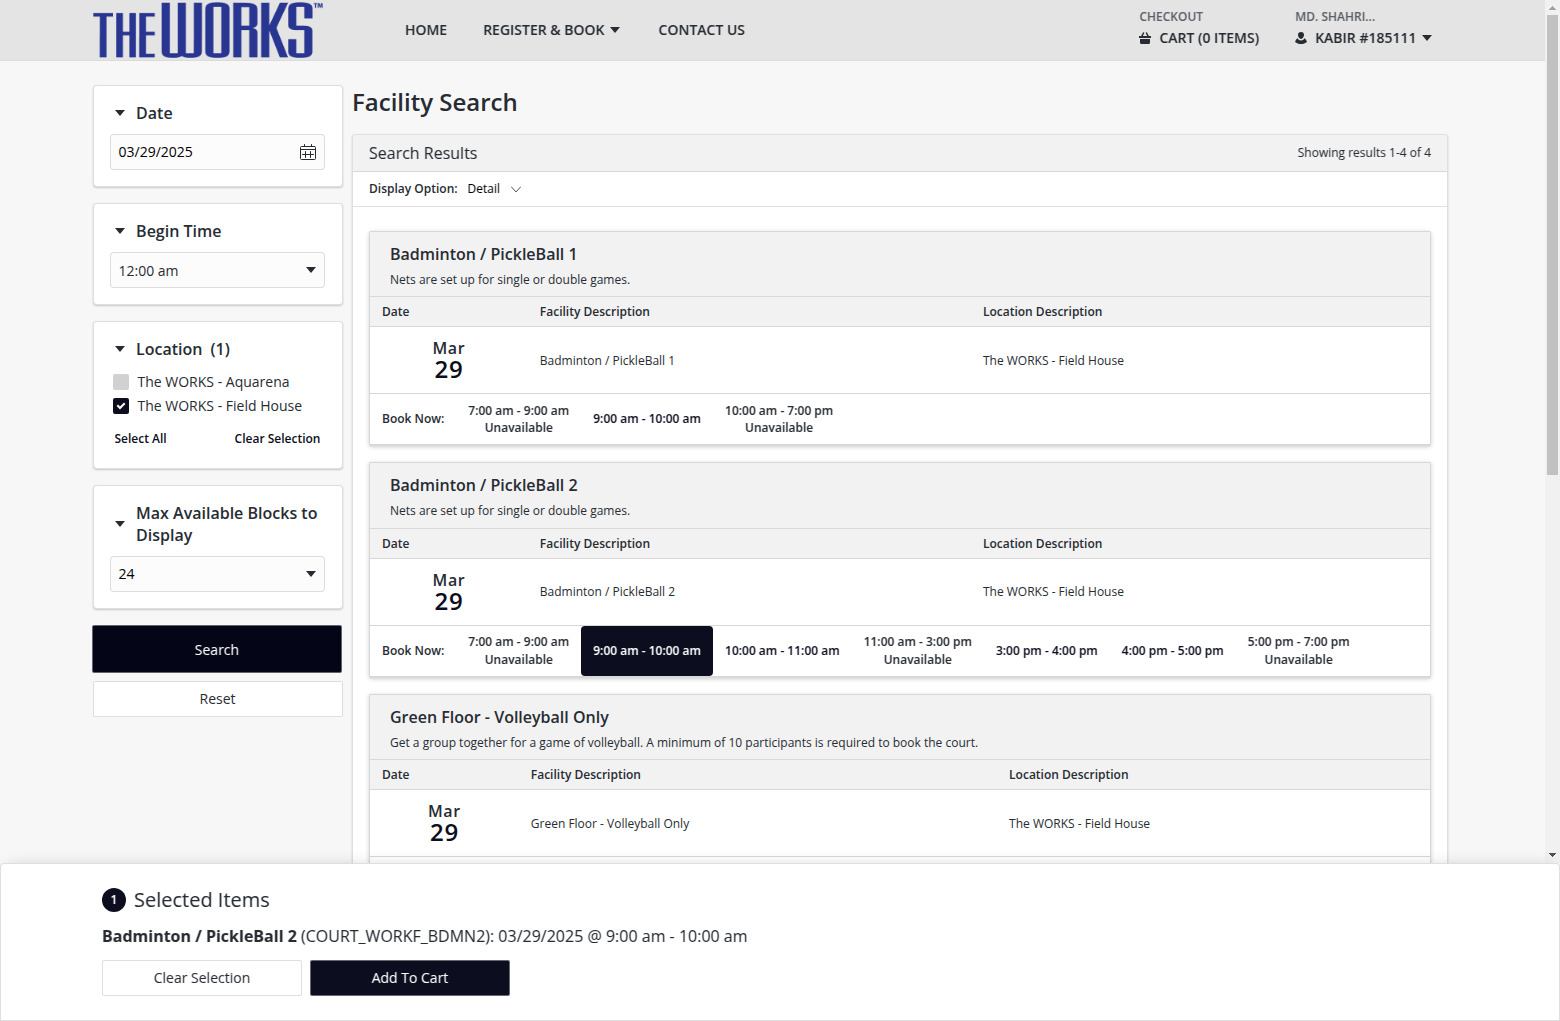 THE WORKS™
HOME
REGISTER & BOOK
CONTACT US
CHECKOUT
CART (0 ITEMS)
MD. SHAHRI...
KABIR #185111
Date
03/29/2025
Begin Time
12:00 am
Location (1)
The WORKS - Aquarena
The WORKS - Field House
Select All
Clear Selection
Max Available Blocks to
Display
24
Search
Reset
Facility Search
Search Results
Showing results 1-4 of 4
Display Option: Detail
Badminton / PickleBall 1
Nets are set up for single or double games.
Date Facility Description Location Description
Mar
29
Badminton / PickleBall 1
The WORKS - Field House
Book Now:
7:00 am - 9:00 am
Unavailable
9:00 am - 10:00 am
10:00 am - 7:00 pm
Unavailable
Badminton / PickleBall 2
Nets are set up for single or double games.
Date Facility Description Location Description
Mar
29
Badminton / PickleBall 2
The WORKS - Field House
Book Now:
7:00 am - 9:00 am
Unavailable
9:00 am - 10:00 am
10:00 am - 11:00 am
11:00 am - 3:00 pm
Unavailable
3:00 pm - 4:00 pm
4:00 pm - 5:00 pm
5:00 pm - 7:00 pm
Unavailable
Green Floor - Volleyball Only
Get a group together for a game of volleyball. A minimum of 10 participants is required to book the court.
Date Facility Description Location Description
Mar
29
Green Floor - Volleyball Only
The WORKS - Field House
1 Selected Items
Badminton / PickleBall 2 (COURT_WORKF_BDMN2): 03/29/2025 @ 9:00 am - 10:00 am
Clear Selection
Add To Cart